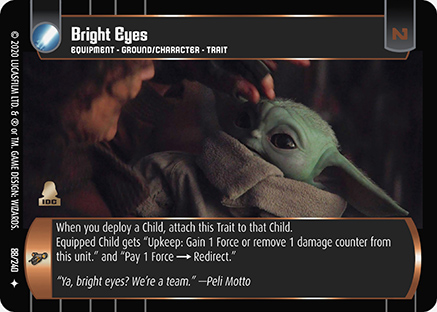 Bright Eyes
EQUIPMENT - GROUND/CHARACTER - TRAIT
N
© 2020 LUCASFILM LTD. & ® or TM. GAME DESIGN: WIZARDS.
88/240
IDC
When you deploy a Child, attach this Trait to that Child.
Equipped Child gets “Upkeep: Gain 1 Force or remove 1 damage counter from
this unit.” and “Pay 1 Force → Redirect.”
“Ya, bright eyes? We’re a team.” —Peli Motto